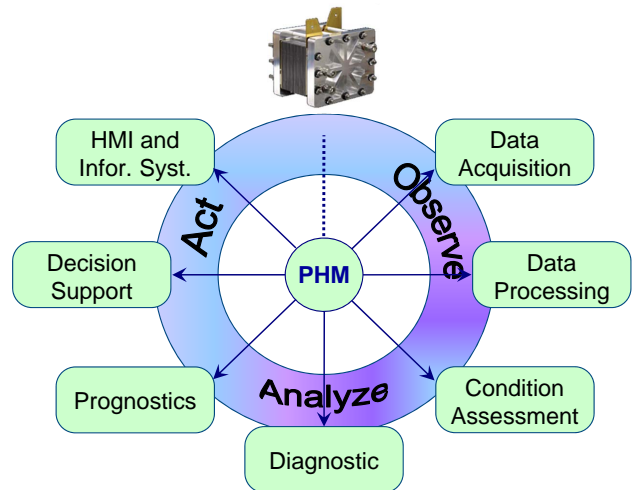 HMI and
Infor. Syst.
Data
Acquisition
Act
Observe
Decision
Support
PHM
Data
Processing
Prognostics
Analyze
Condition
Assessment
Diagnostic